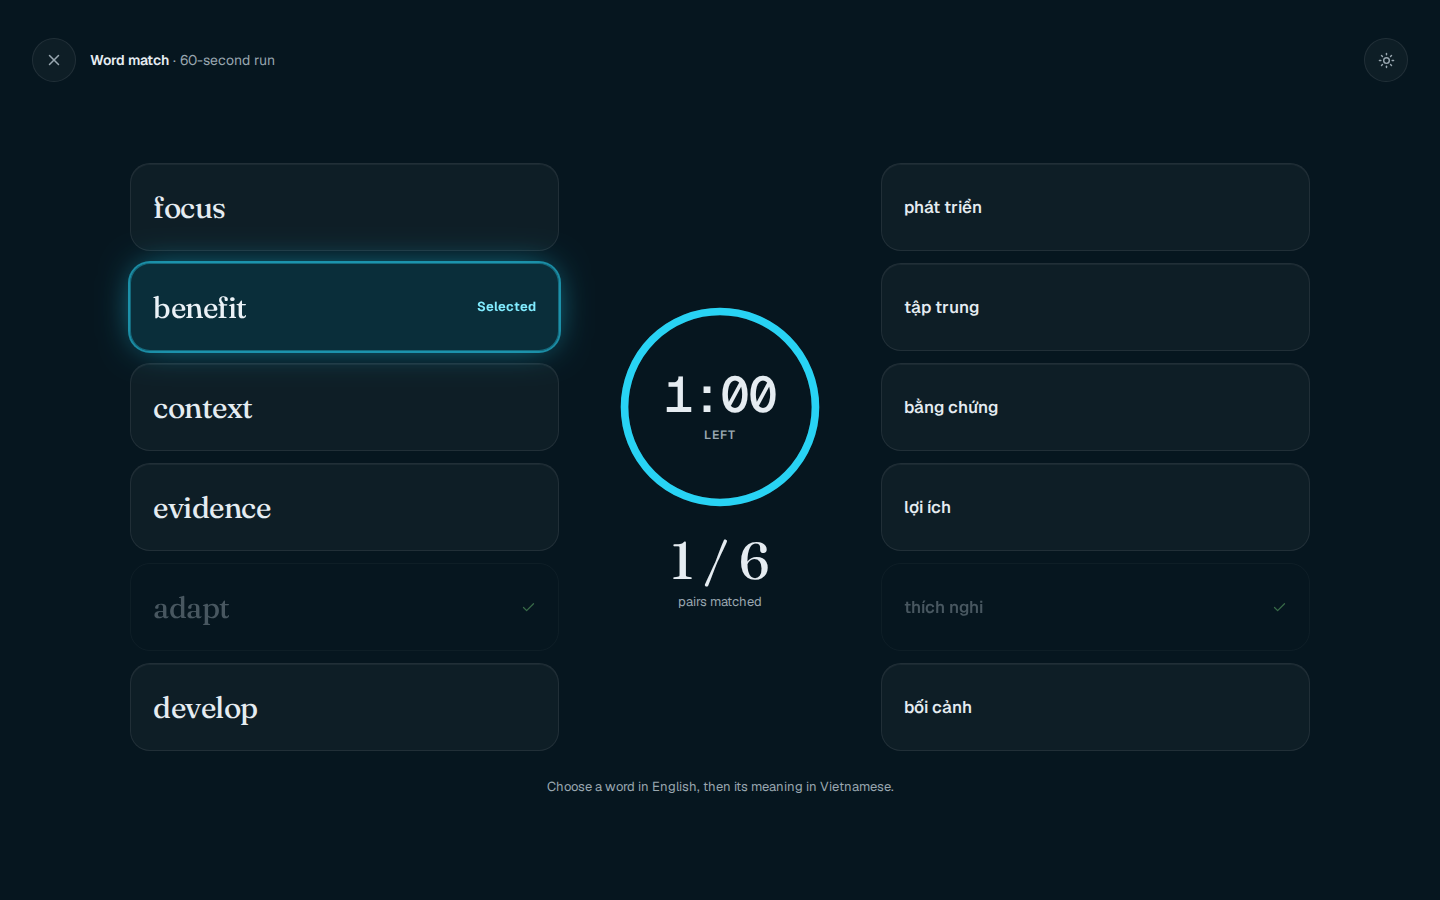 Word match · 60-second run
focus
benefit
Selected
context
evidence
adapt
develop
1:00
LEFT
1 / 6
pairs matched
phát triển
tập trung
bằng chứng
lợi ích
thích nghi
bối cảnh
Choose a word in English, then its meaning in Vietnamese.